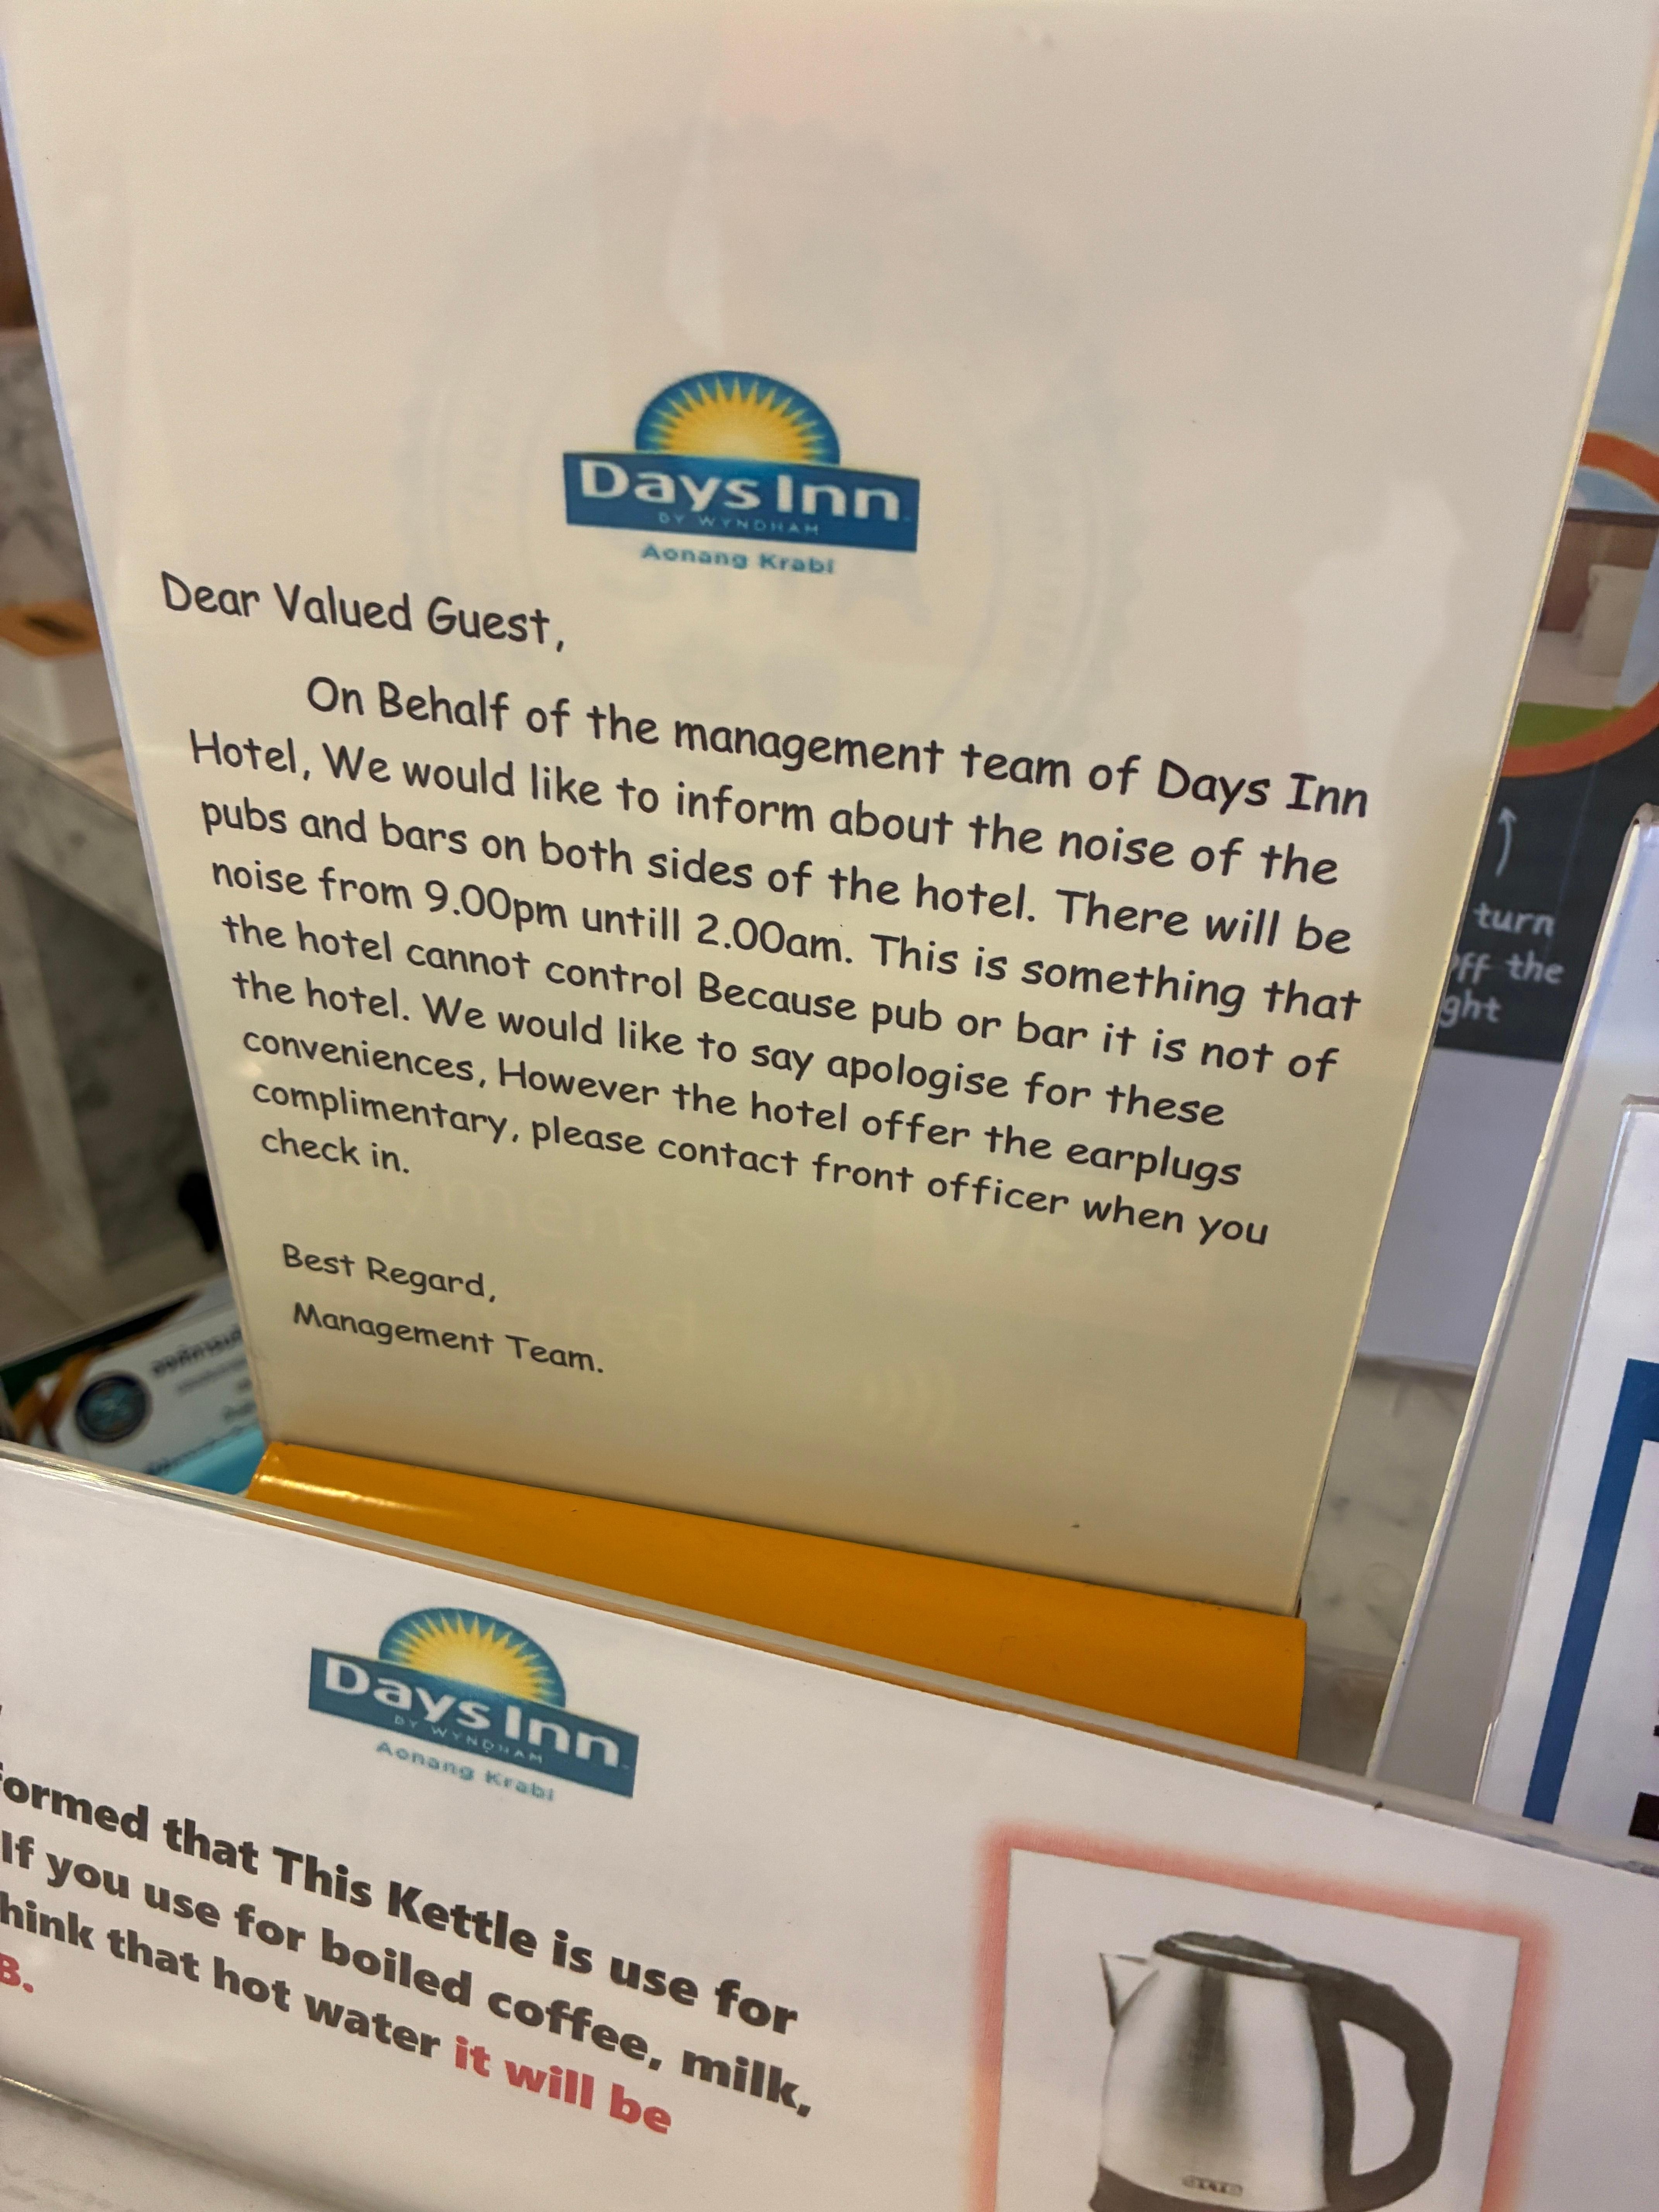 Days Inn
BY WYNDHAM
Aonang Krabi
Dear Valued Guest,
On Behalf of the management team of Days Inn
Hotel, We would like to inform about the noise of the
pubs and bars on both sides of the hotel. There will be
noise from 9.00pm untill 2.00am. This is something that
the hotel cannot control Because pub or bar it is not of
the hotel. We would like to say apologise for these
conveniences, However the hotel offer the earplugs
complimentary, please contact front officer when you
check in.
Best Regard,
Management Team.
turn
ff the
ght
Days Inn
BY WYNDHAM
Aonang Krabi
formed that This Kettle is use for
If you use for boiled coffee, milk,
hink that hot water it will be
B.